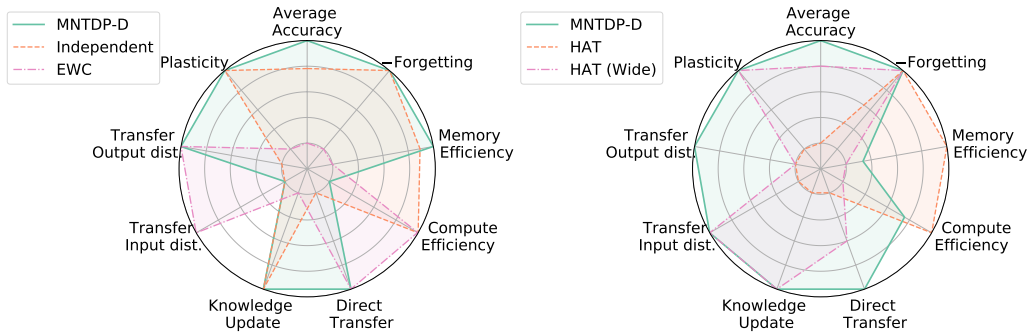 MNTDP-D
Independent
EWC
Average
Accuracy
Plasticity
−Forgetting
Transfer
Output dist.
Memory
Efficiency
Transfer
Input dist.
Compute
Efficiency
Knowledge
Update
Direct
Transfer
MNTDP-D
HAT
HAT (Wide)
Average
Accuracy
Plasticity
−Forgetting
Transfer
Output dist.
Memory
Efficiency
Transfer
Input dist.
Compute
Efficiency
Knowledge
Update
Direct
Transfer